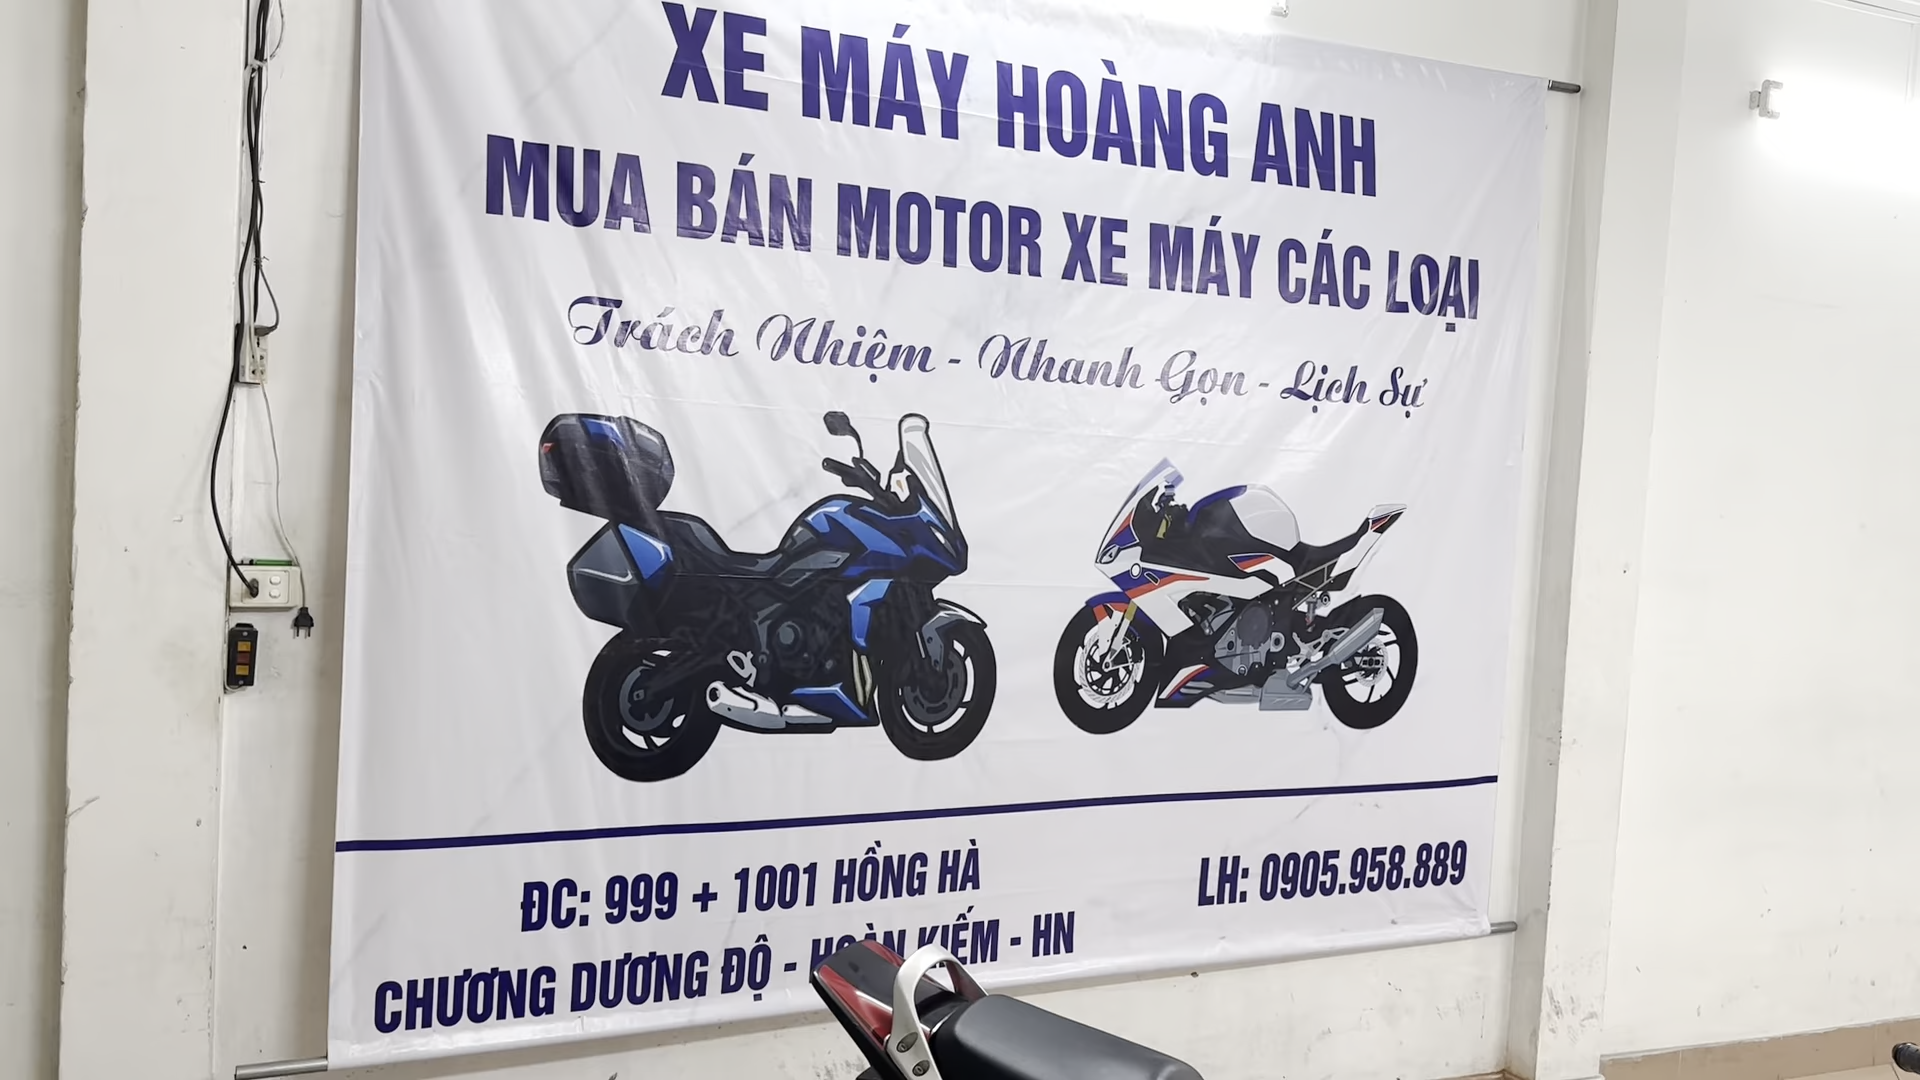 XE MÁY HOÀNG ANH
MUA BÁN MOTOR XE MÁY CÁC LOẠI
Trách Nhiệm - Nhanh Gọn - Lịch Sự
ĐC: 999 + 1001 HỒNG HÀ
CHƯƠNG DƯƠNG ĐỘ - HOÀN KIẾM - HN
LH: 0905.958.889